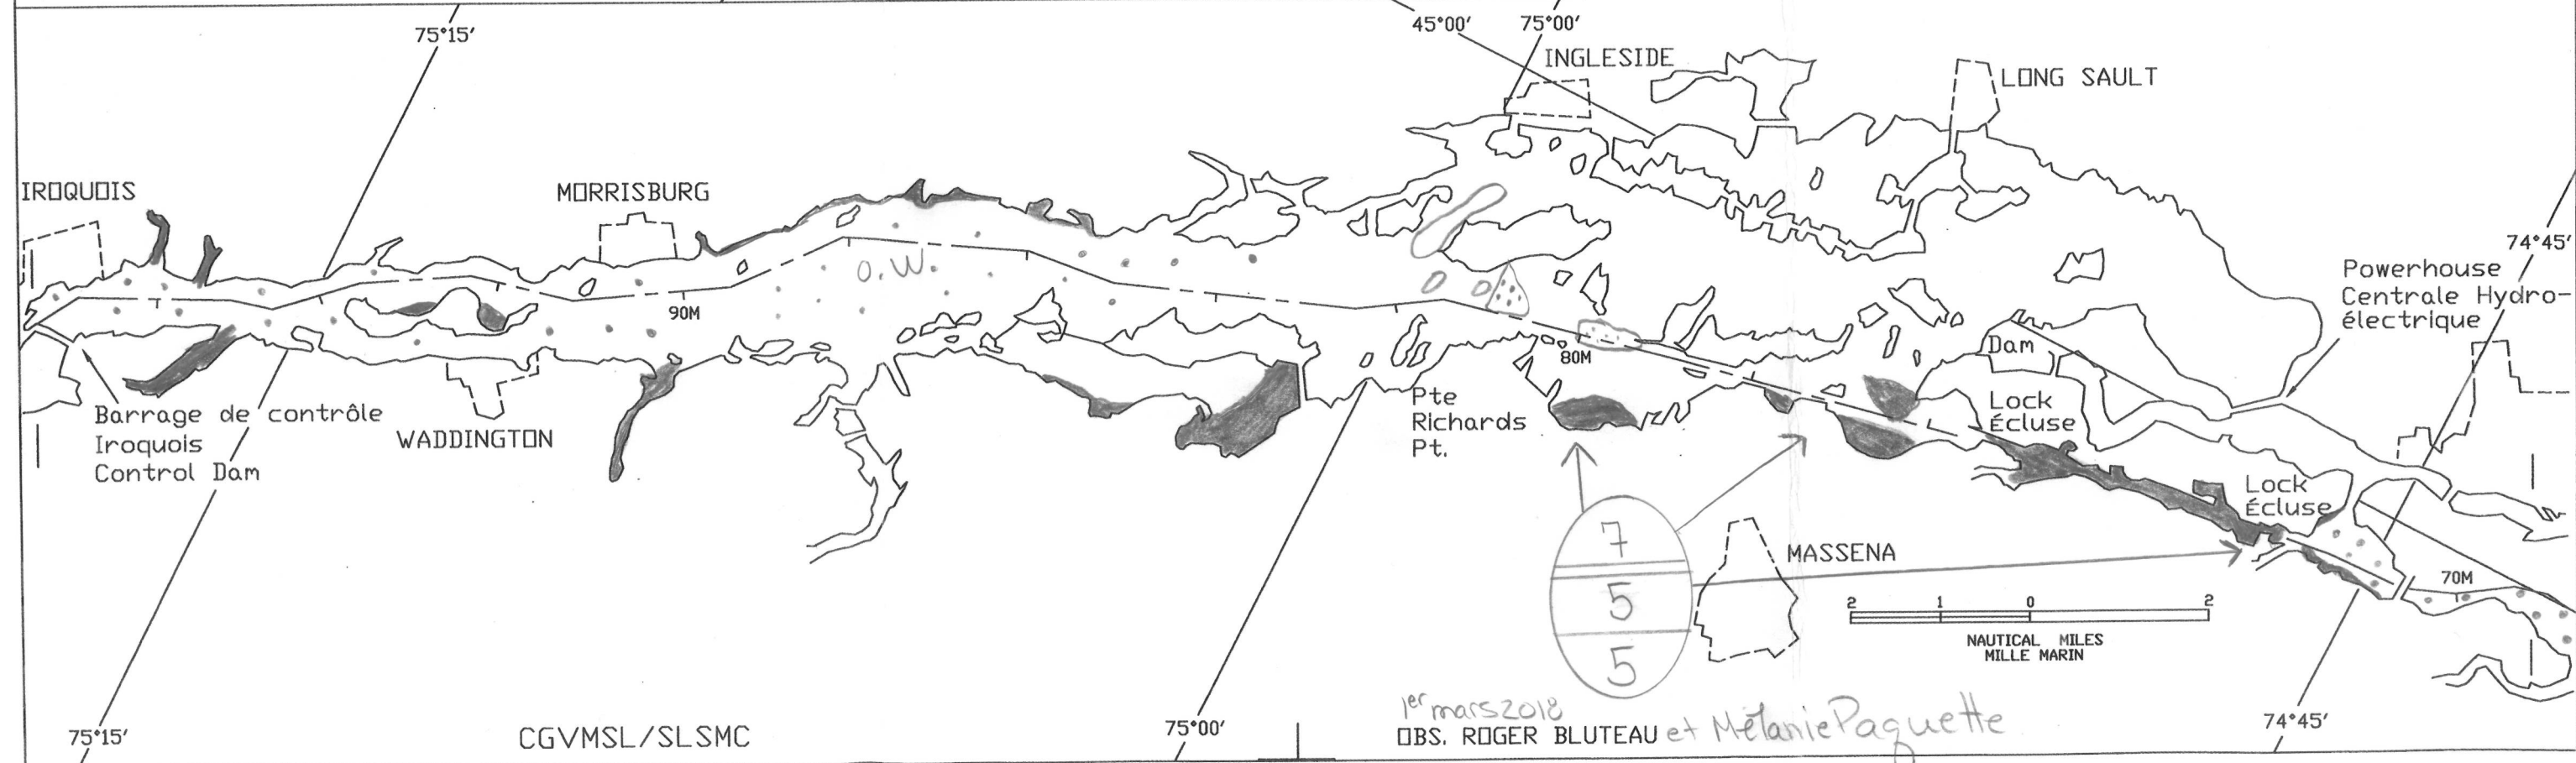 75°15′
45°00′
75°00′
INGLESIDE
LONG SAULT
IROQUOIS
MORRISBURG
74°45′
Powerhouse
Centrale Hydro-
électrique
O.W.
90M
80M
Dam
Barrage de contrôle
Iroquois
Control Dam
WADDINGTON
Pte
Richards
Pt.
Lock
Écluse
Lock
Écluse
7
5
5
MASSENA
70M
2 1 0 2
NAUTICAL MILES
MILLE MARIN
1er mars 2018
OBS. ROGER BLUTEAU et Mélanie Paquette
75°15′
CGVMSL/SLSMC
75°00′
74°45′